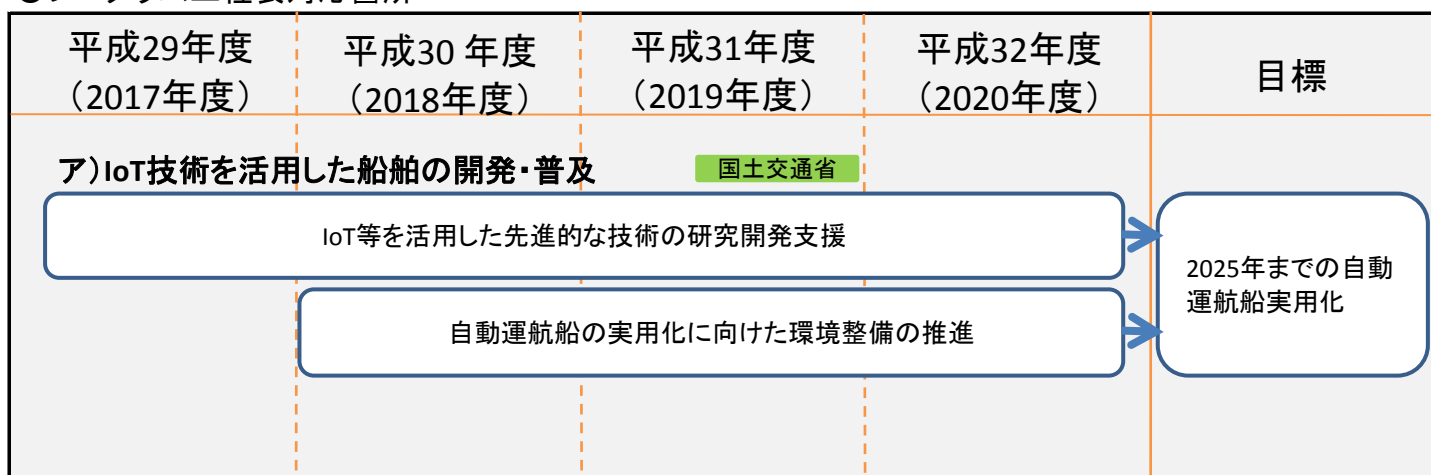 平成29年度 平成30 年度 平成31年度 平成32年度 目標
（2017年度） （2018年度） （2019年度） （2020年度）
ア）IoT技術を活用した船舶の開発・普及 国土交通省
IoT等を活用した先進的な技術の研究開発支援
自動運航船の実用化に向けた環境整備の推進
2025年までの自動
運航船実用化